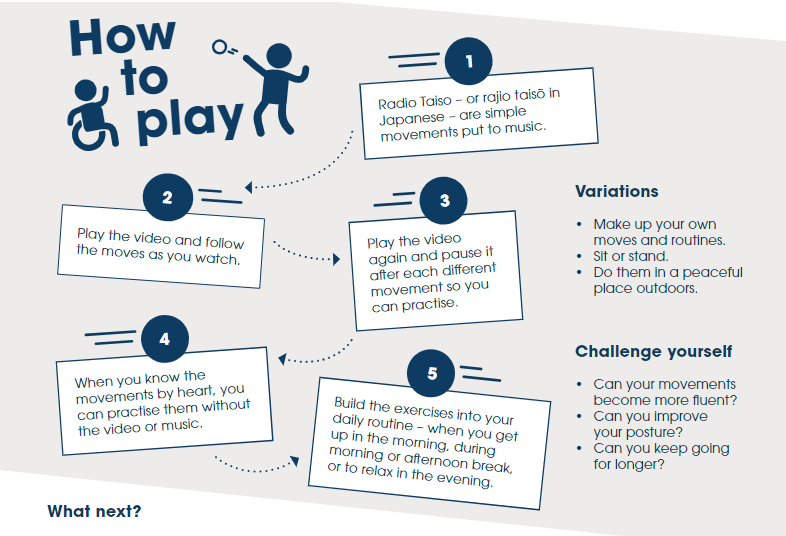 How
to
play
1
Radio Taiso – or rajio taisō in
Japanese – are simple
movements put to music.
2
Play the video and follow
the moves as you watch.
3
Play the video
again and pause it
after each different
movement so you
can practise.
4
When you know the
movements by heart, you
can practise them without
the video or music.
5
Build the exercises into your
daily routine – when you get
up in the morning, during
morning or afternoon break,
or to relax in the evening.
Variations
• Make up your own
moves and routines.
• Sit or stand.
• Do them in a peaceful
place outdoors.
Challenge yourself
• Can your movements
become more fluent?
• Can you improve
your posture?
• Can you keep going
for longer?
What next?